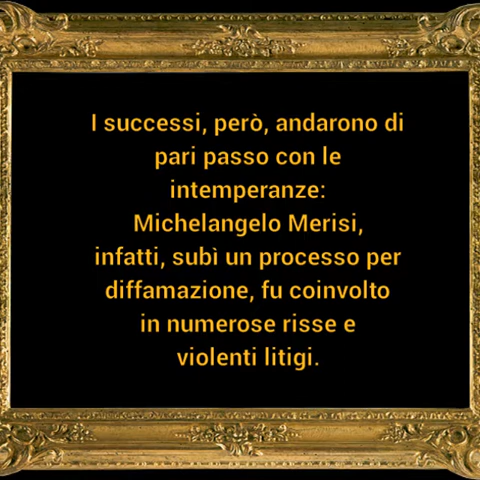 I successi, però, andarono di
pari passo con le
intemperanze:
Michelangelo Merisi,
infatti, subì un processo per
diffamazione, fu coinvolto
in numerose risse e
violenti litigi.